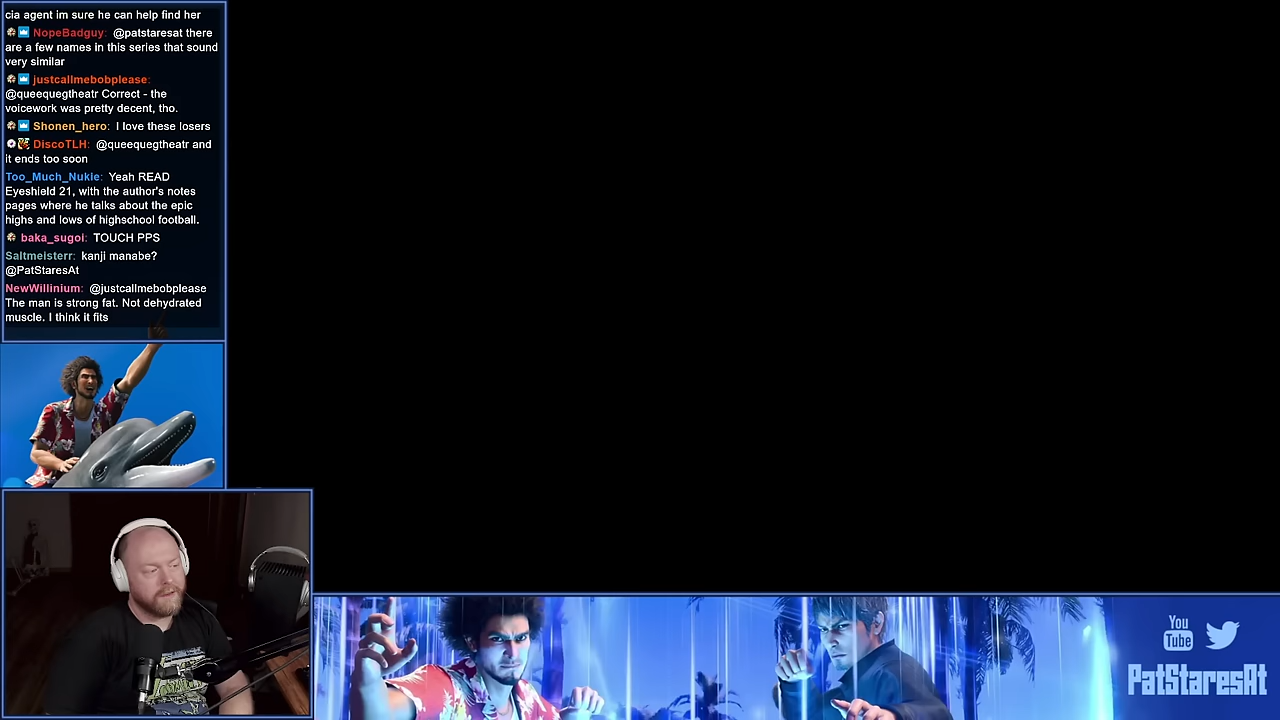 cia agent im sure he can help find her
NopeBadguy: @patstaresat there
are a few names in this series that sound
very similar
justcallmebobplease:
@queequegtheatr Correct - the
voicework was pretty decent, tho.
Shonen_hero: I love these losers
DiscoTLH: @queequegtheatr and
it ends too soon
Too_Much_Nukie: Yeah READ
Eyeshield 21, with the author's notes
pages where he talks about the epic
highs and lows of highschool football.
baka_sugoi: TOUCH PPS
Saltmeisterr: kanji manabe?
@PatStaresAt
NewWillinium: @justcallmebobplease
The man is strong fat. Not dehydrated
muscle. I think it fits
You
Tube
PatStaresAt